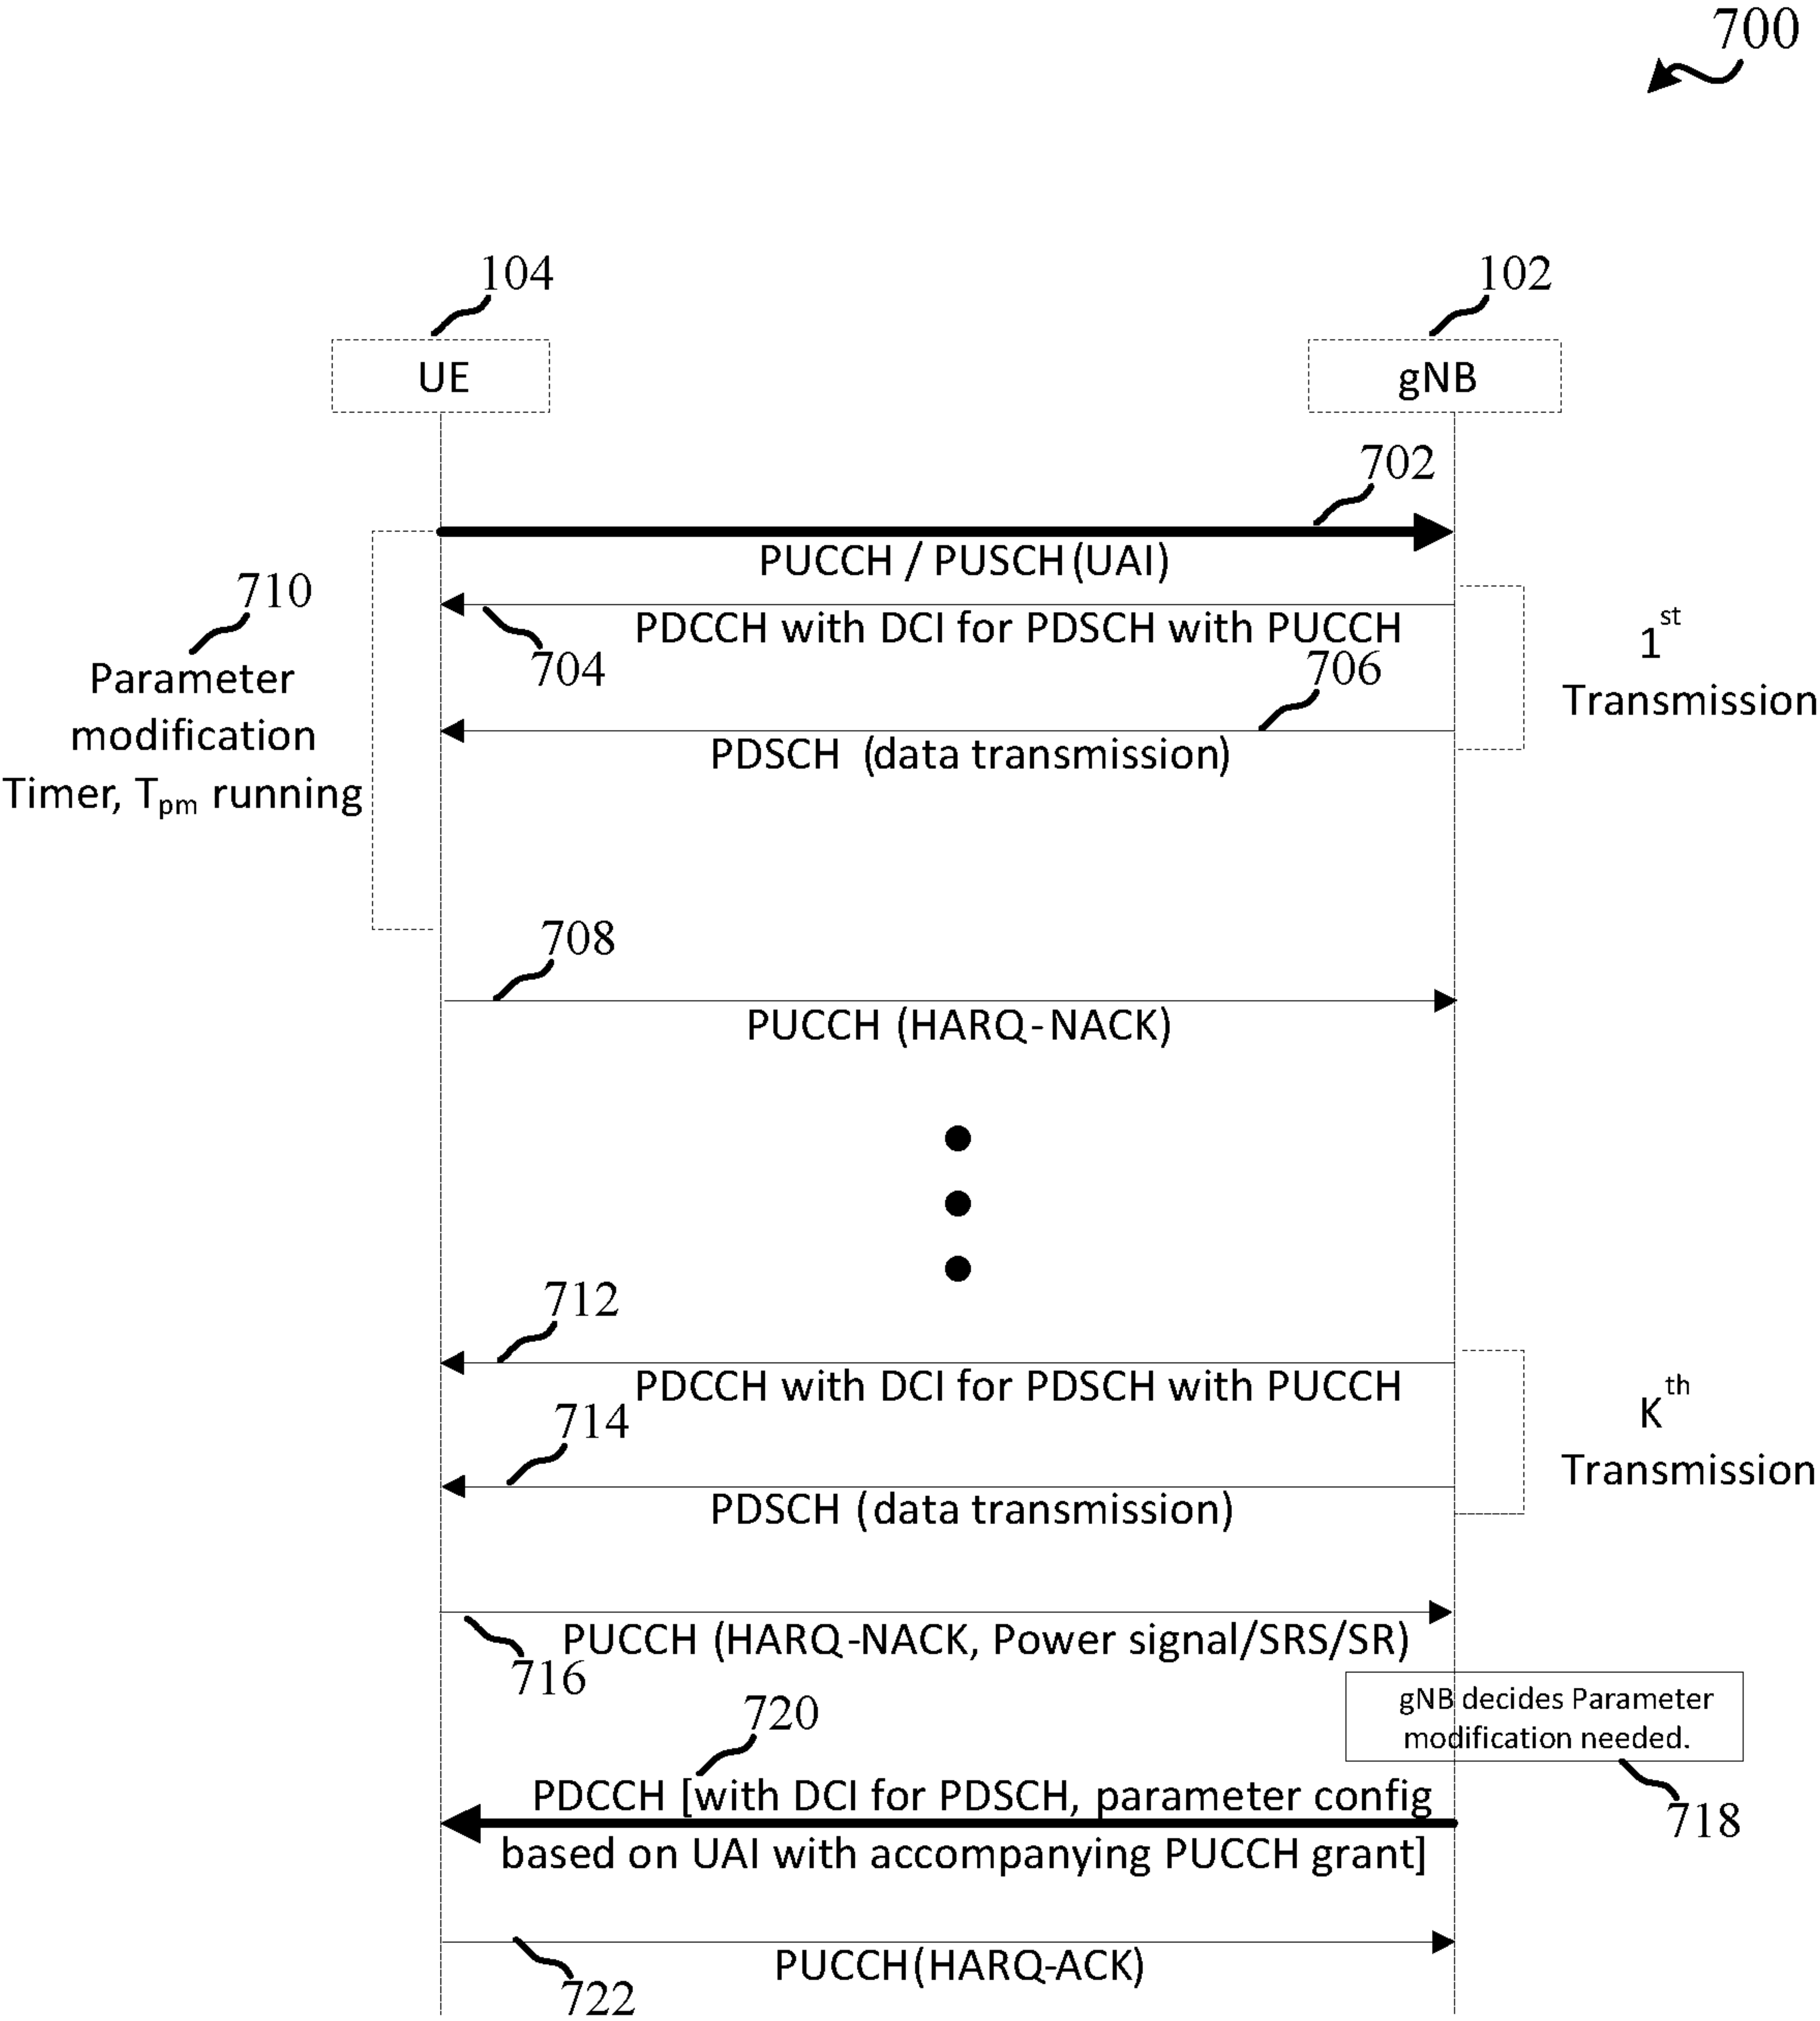 700
104
102
UE
gNB
702
PUCCH / PUSCH (UAI)
710
Parameter
modification
Timer, Tpm running
PDCCH with DCI for PDSCH with PUCCH
704
706
1st
Transmission
PDSCH (data transmission)
708
PUCCH (HARQ-NACK)
712
PDCCH with DCI for PDSCH with PUCCH
714
Kth
Transmission
PDSCH (data transmission)
PUCCH (HARQ-NACK, Power signal/SRS/SR)
716
gNB decides Parameter
modification needed.
718
720
PDCCH [with DCI for PDSCH, parameter config
based on UAI with accompanying PUCCH grant]
PUCCH (HARQ-ACK)
722